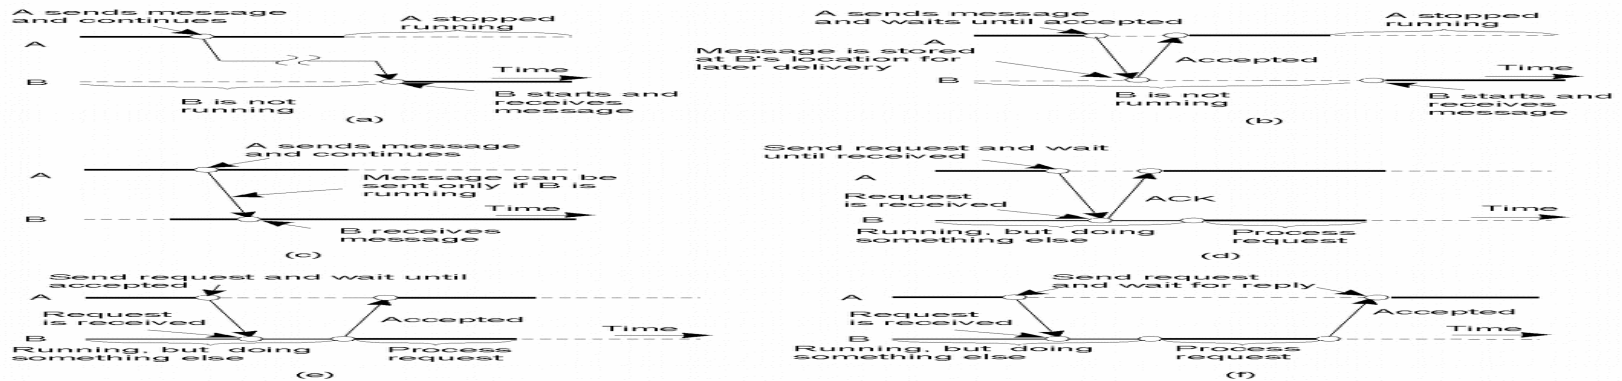 A sends message
and continues
A stopped
running
A
B
Time
B is not
running
B starts and
receives
message
(a)
A sends message
and waits until accepted
A stopped
running
A
Message is stored
at B's location for
later delivery
Accepted
B
Time
B is not
running
B starts and
receives
message
(b)
A sends message
and continues
A
Message can be
sent only if B is
running
B
Time
B receives
message
(c)
Send request and wait
until received
A
Request
is received
ACK
B
Time
Running, but doing
something else
Process
request
(d)
Send request and wait until
accepted
A
Request
is received
Accepted
B
Time
Running, but doing
something else
Process
request
(e)
Send request
and wait for reply
A
Request
is received
Accepted
B
Time
Running, but doing
something else
Process
request
(f)